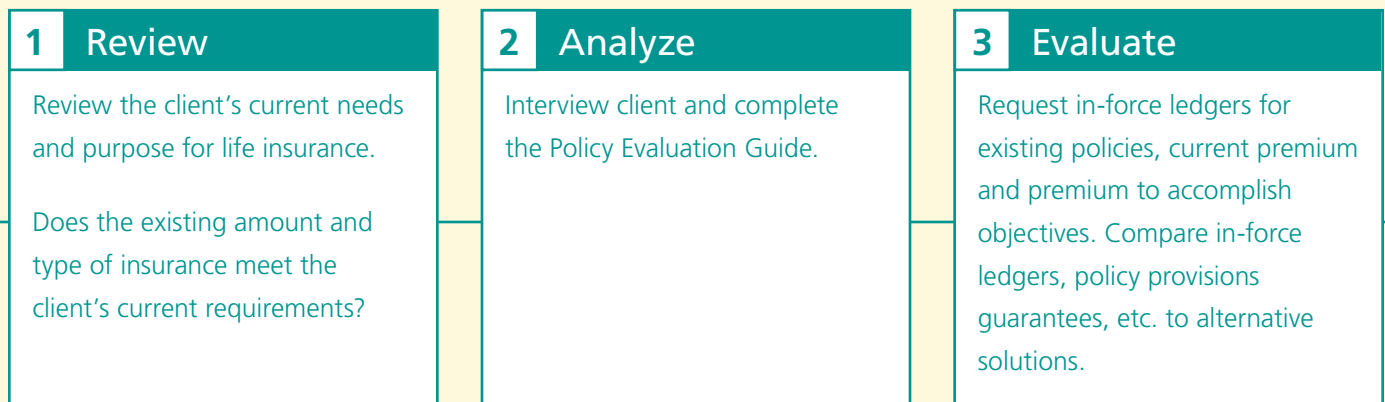 1 Review
Review the client’s current needs
and purpose for life insurance.
Does the existing amount and
type of insurance meet the
client’s current requirements?
2 Analyze
Interview client and complete
the Policy Evaluation Guide.
3 Evaluate
Request in-force ledgers for
existing policies, current premium
and premium to accomplish
objectives. Compare in-force
ledgers, policy provisions
guarantees, etc. to alternative
solutions.